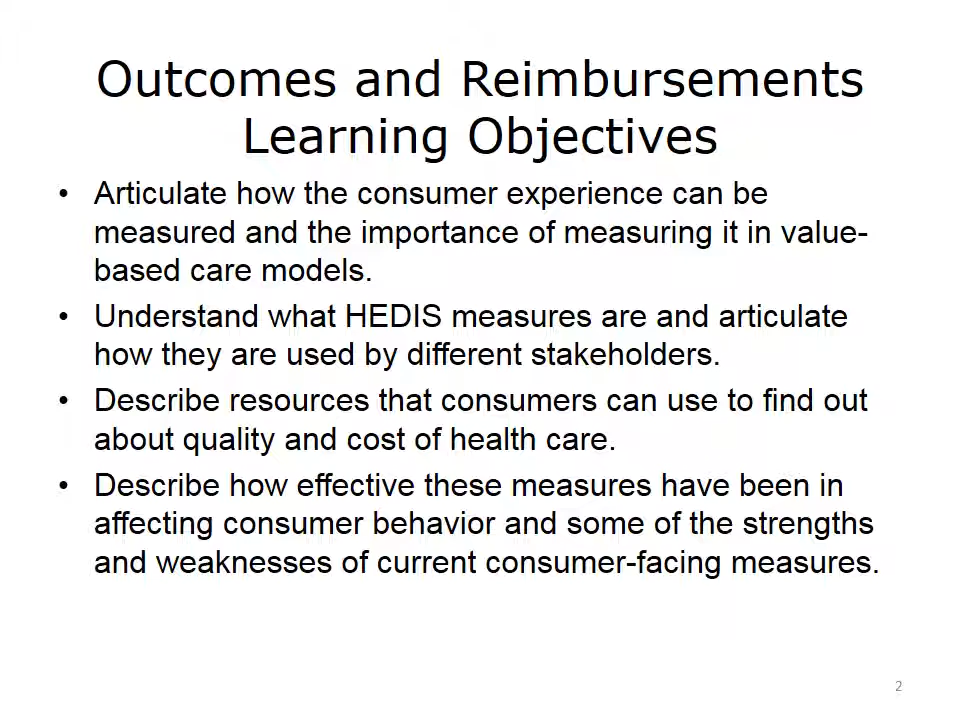 Outcomes and Reimbursements
Learning Objectives
• Articulate how the consumer experience can be
measured and the importance of measuring it in value-
based care models.
• Understand what HEDIS measures are and articulate
how they are used by different stakeholders.
• Describe resources that consumers can use to find out
about quality and cost of health care.
• Describe how effective these measures have been in
affecting consumer behavior and some of the strengths
and weaknesses of current consumer-facing measures.
2